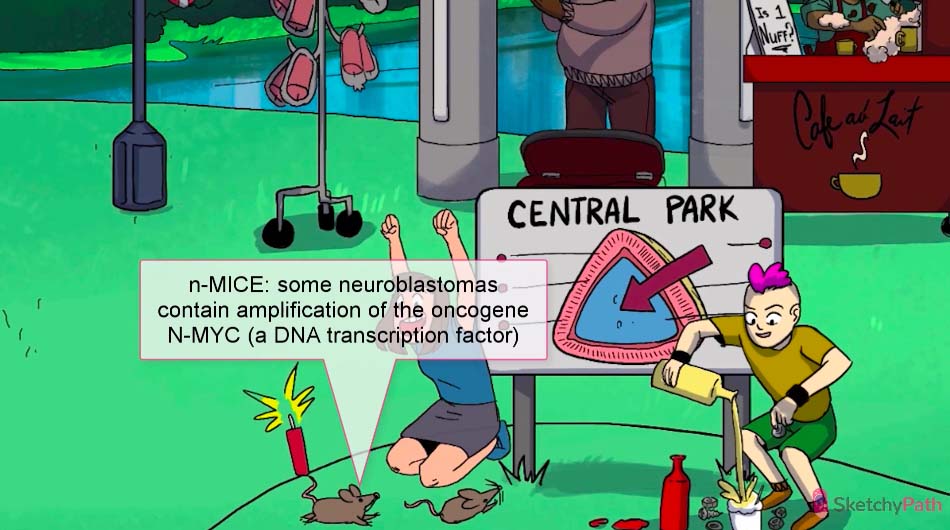 Is 1
Nuff?
Cafe au Lait
CENTRAL PARK
n-MICE: some neuroblastomas
contain amplification of the oncogene
N-MYC (a DNA transcription factor)
SketchyPath